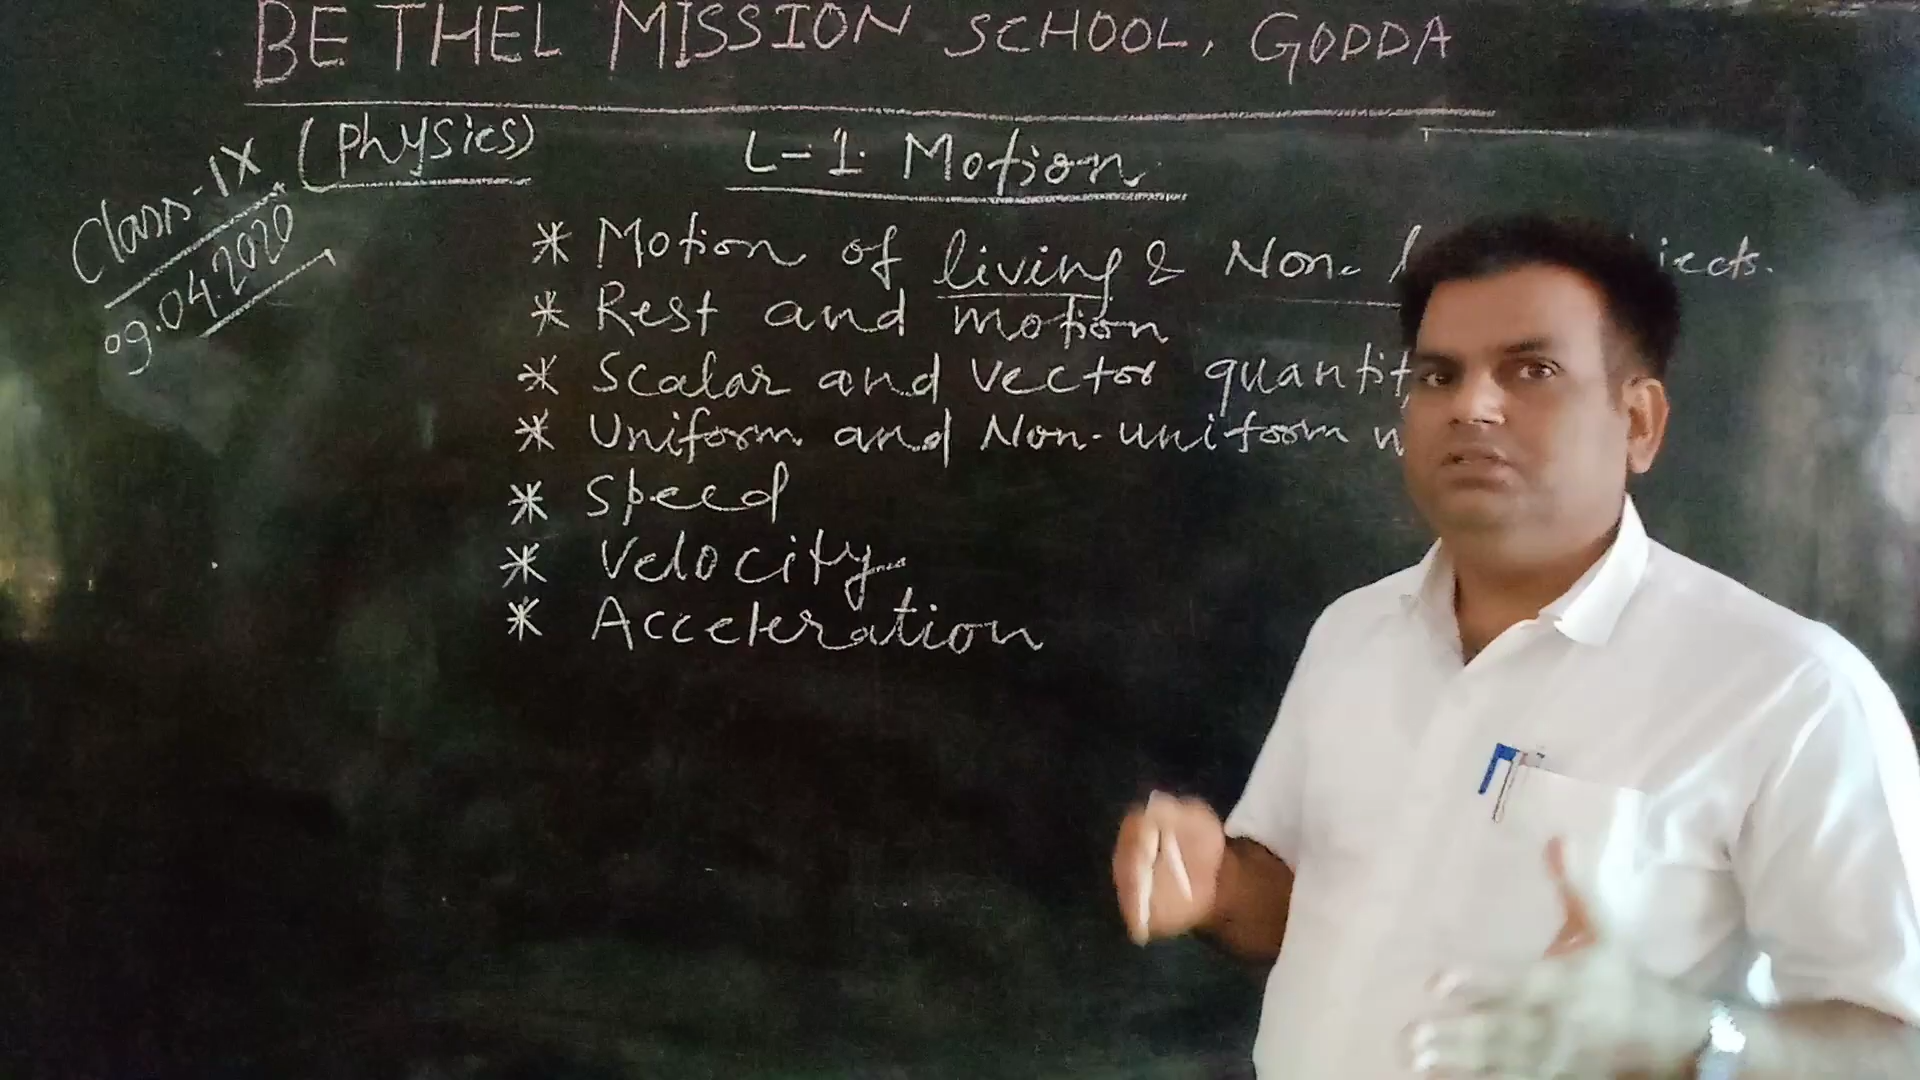 BETHEL MISSION SCHOOL, GODDA
Class-IX (Physics)
09.04.2020
L-1. Motion
* Motion of living & Non-
* Rest and motion
* Scalar and vector
* Uniform and Non-uniform
* Speed
* Velocity
* Acceleration